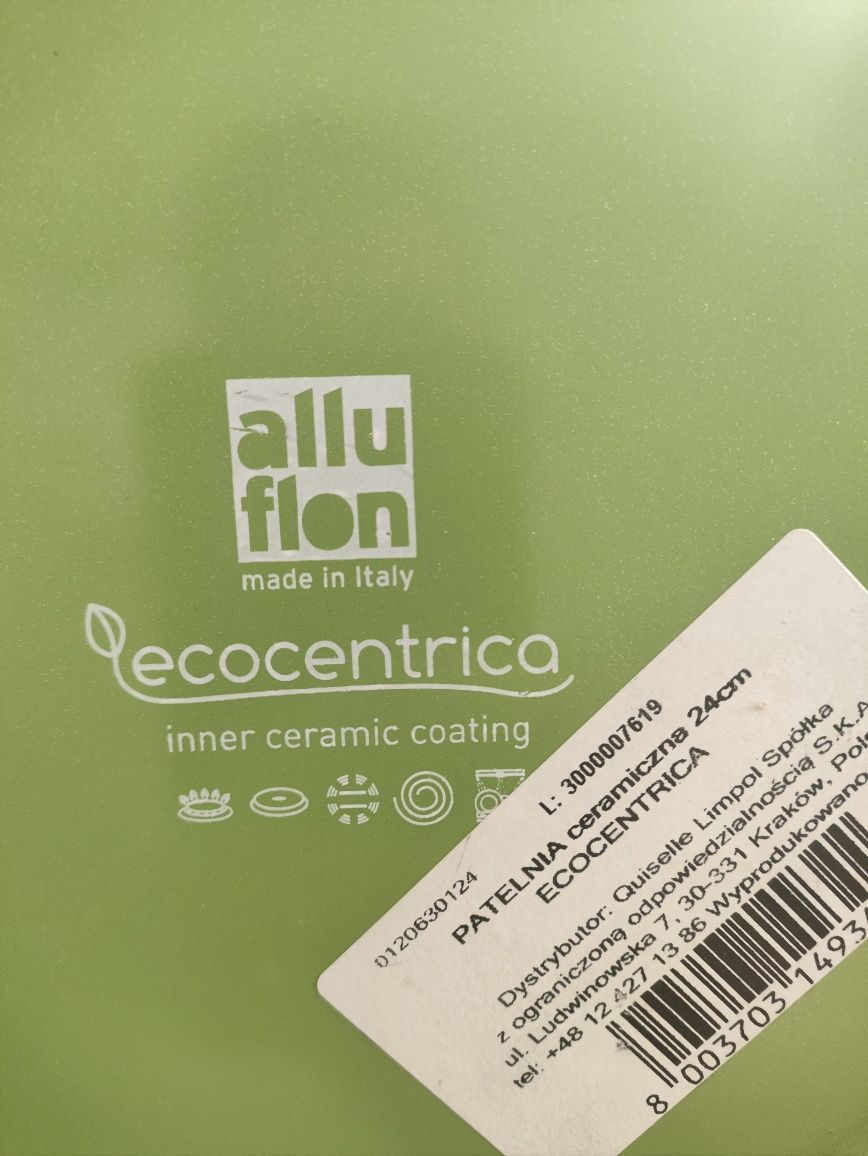 allu
flon
made in Italy
ecocentrica
inner ceramic coating
L: 3000007619
0120630124
PATELNIA ceramiczna 24cm
ECOCENTRICA
Dystrybutor: Quiselle Limpol Spółka
z ograniczoną odpowiedzialnością S.K.A
ul. Ludwinowska 7, 30-331 Kraków,
tel: +48 12 427 13 86 Wyprodukowano
8 003703 1493